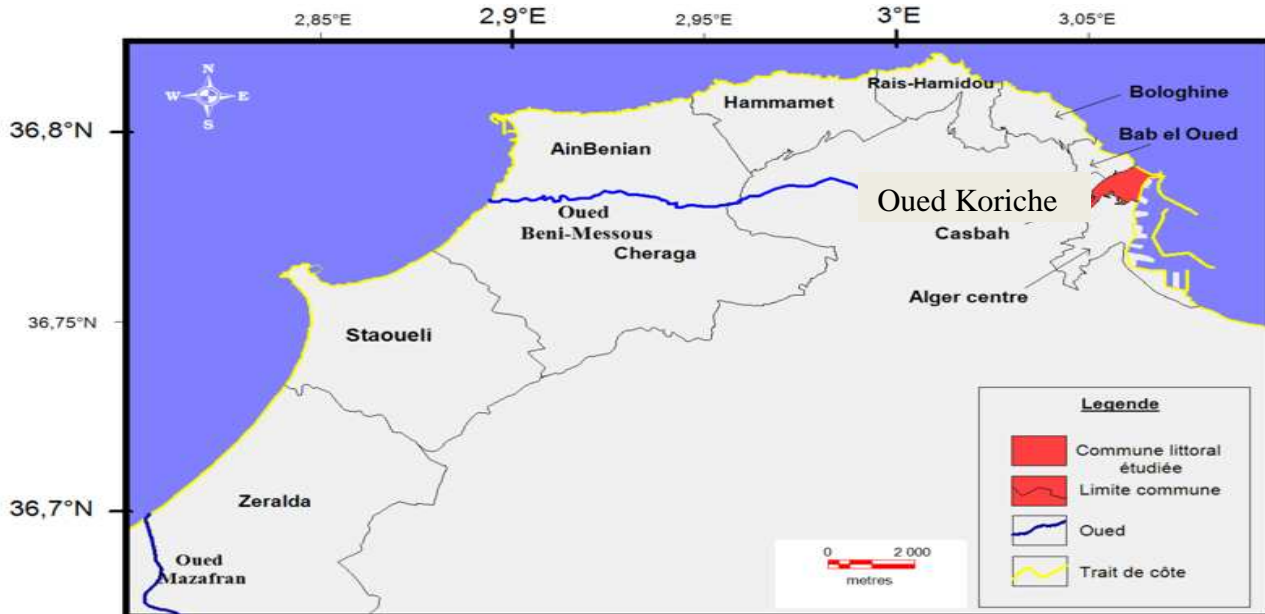 2,85°E
2,9°E
2,95°E
3°E
3,05°E
N
W E
S
Rais-Hamidou
Hammamet
Bologhine
36,8°N
Bab el Oued
AinBenian
Oued Koriche
Oued
Beni-Messous
Casbah
Cheraga
Alger centre
36,75°N
Staoueli
Legende
Commune littoral
étudiée
Limite commune
Zeralda
36,7°N
Oued
Trait de côte
0 2 000
metres
Oued
Mazafran